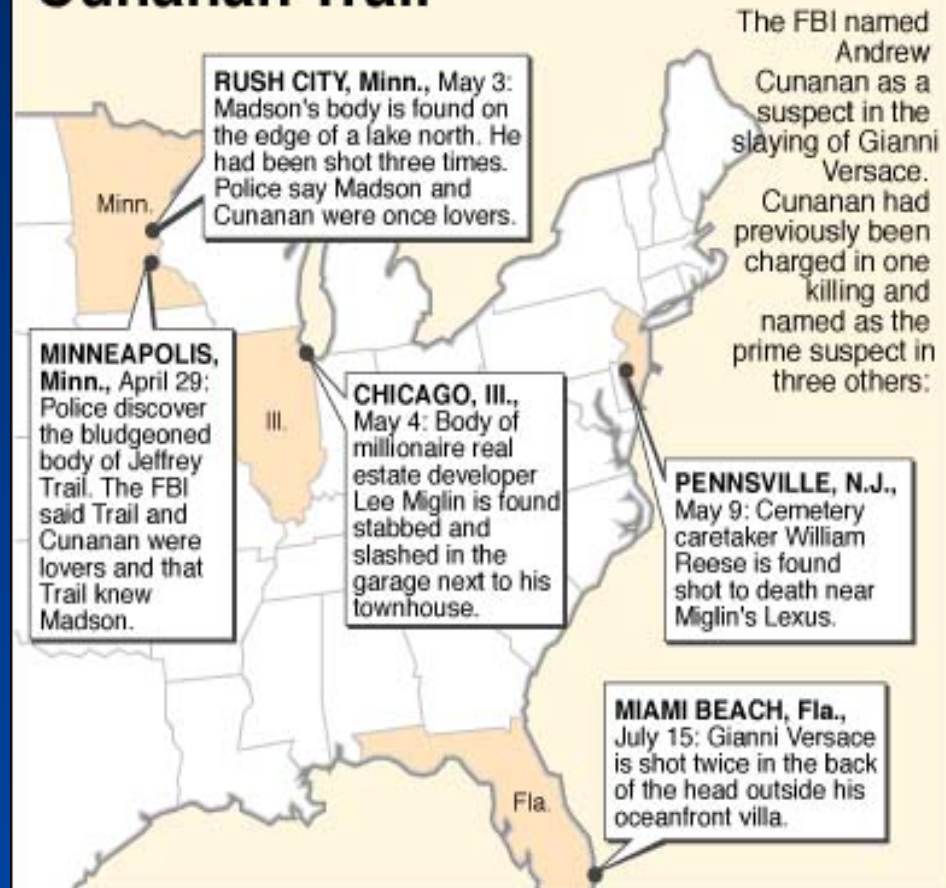 Cunanan Trail
The FBI named
Andrew
Cunanan as a
suspect in the
slaying of Gianni
Versace.
Cunanan had
previously been
charged in one
killing and
named as the
prime suspect in
three others:
RUSH CITY, Minn., May 3:
Madson's body is found on
the edge of a lake north. He
had been shot three times.
Police say Madson and
Cunanan were once lovers.
Minn.
MINNEAPOLIS,
Minn., April 29:
Police discover
the bludgeoned
body of Jeffrey
Trail. The FBI
said Trail and
Cunanan were
lovers and that
Trail knew
Madson.
Ill.
CHICAGO, Ill.,
May 4: Body of
millionaire real
estate developer
Lee Miglin is found
stabbed and
slashed in the
garage next to his
townhouse.
PENNSVILLE, N.J.,
May 9: Cemetery
caretaker William
Reese is found
shot to death near
Miglin's Lexus.
MIAMI BEACH, Fla.,
July 15: Gianni Versace
is shot twice in the back
of the head outside his
oceanfront villa.
Fla.